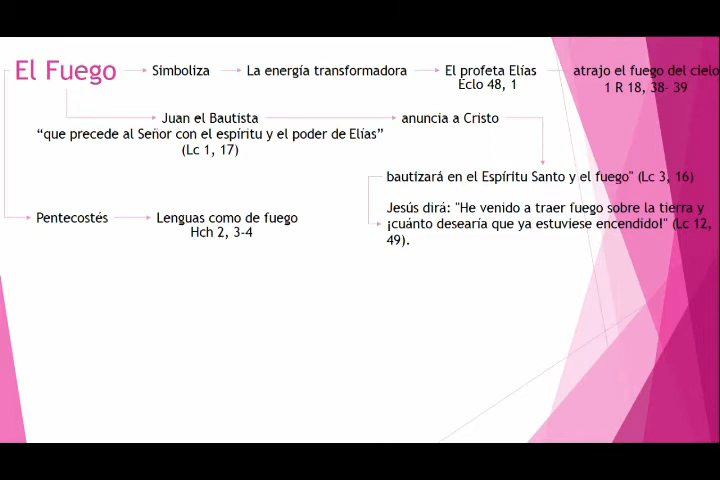 El Fuego
Simboliza
La energía transformadora
El profeta Elías
Eclo 48, 1
atrajo el fuego del cielo
1 R 18, 38- 39
Juan el Bautista
“que precede al Señor con el espíritu y el poder de Elías”
(Lc 1, 17)
anuncia a Cristo
bautizará en el Espíritu Santo y el fuego" (Lc 3, 16)
Jesús dirá: "He venido a traer fuego sobre la tierra y
¡cuánto desearía que ya estuviese encendido!" (Lc 12,
49).
Pentecostés
Lenguas como de fuego
Hch 2, 3-4